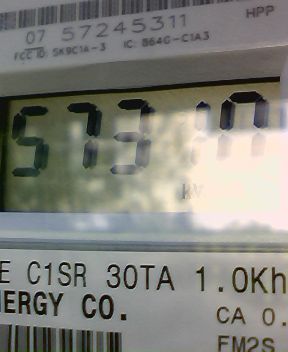 HPP
07 57245311
FCC ID: SK9C1A-3 IC: 864G-C1A3
573
E C1SR 30TA 1.0Kh
NERGY CO.
CA 0.
FM2S